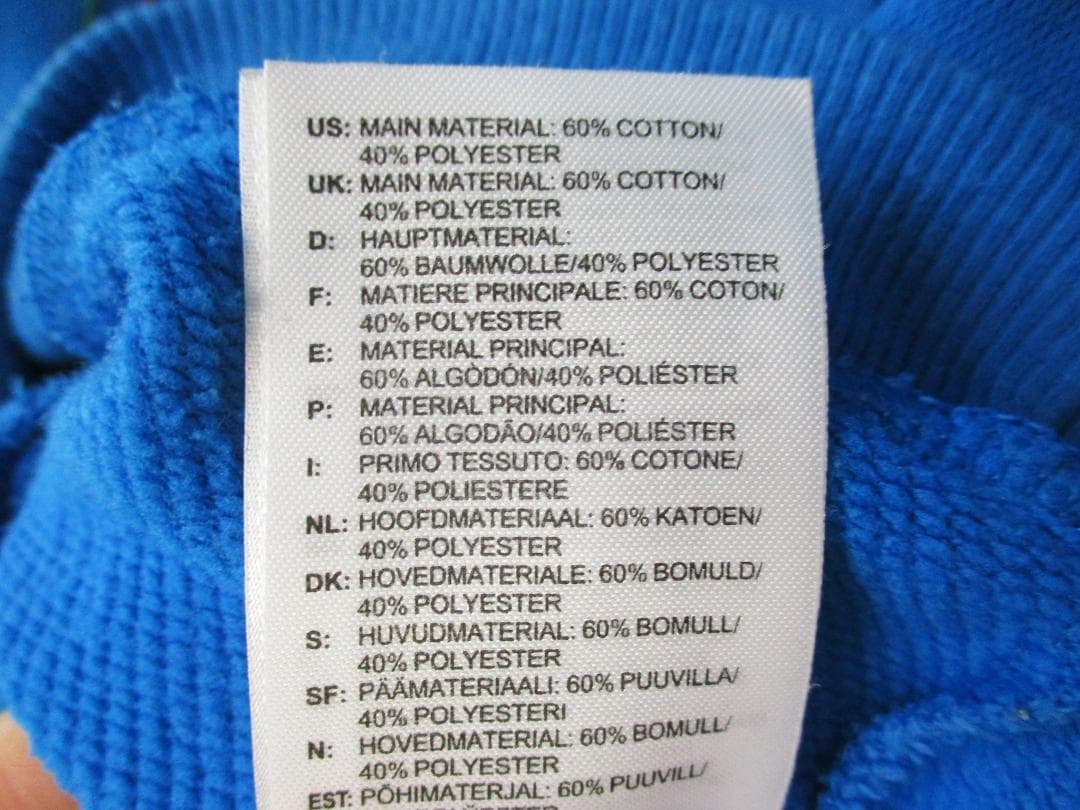 US: MAIN MATERIAL: 60% COTTON/
40% POLYESTER
UK: MAIN MATERIAL: 60% COTTON/
40% POLYESTER
D: HAUPTMATERIAL:
60% BAUMWOLLE/40% POLYESTER
F: MATIERE PRINCIPALE: 60% COTON/
40% POLYESTER
E: MATERIAL PRINCIPAL:
60% ALGÒDÓN/40% POLIÉSTER
P: MATERIAL PRINCIPAL:
60% ALGODÃO/40% POLIÉSTER
I: PRIMO TESSUTO: 60% COTONE/
40% POLIESTERE
NL: HOOFDMATERIAAL: 60% KATOEN/
40% POLYESTER
DK: HOVEDMATERIALE: 60% BOMULD/
40% POLYESTER
S: HUVUDMATERIAL: 60% BOMULL/
40% POLYESTER
SF: PÄÄMATERIAALI: 60% PUUVILLA/
40% POLYESTERI
N: HOVEDMATERIAL: 60% BOMULL/
40% POLYESTER
EST: PÕHIMATERJAL: 60% PUUVILL/